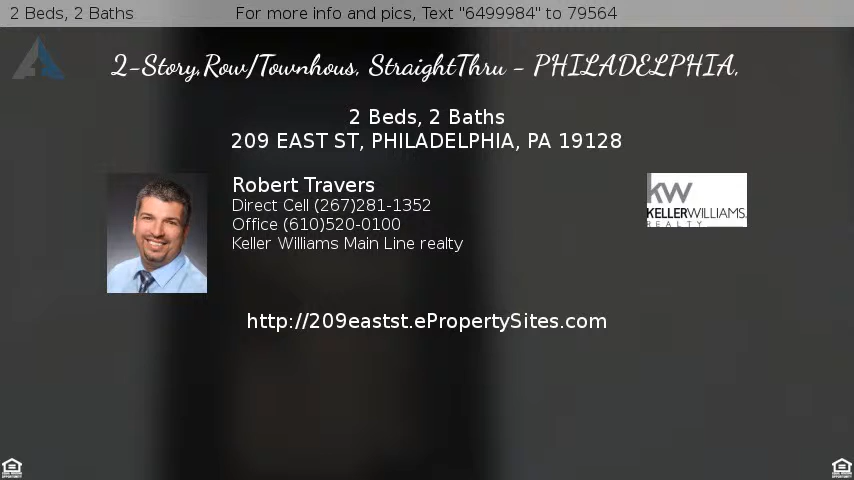 2 Beds, 2 Baths
For more info and pics, Text "6499984" to 79564
2-Story,Row/Townhous, StraightThru - PHILADELPHIA,
2 Beds, 2 Baths
209 EAST ST, PHILADELPHIA, PA 19128
Robert Travers
Direct Cell (267)281-1352
Office (610)520-0100
Keller Williams Main Line realty
kw
KELLERWILLIAMS.
REALTY
http://209eastst.ePropertySites.com